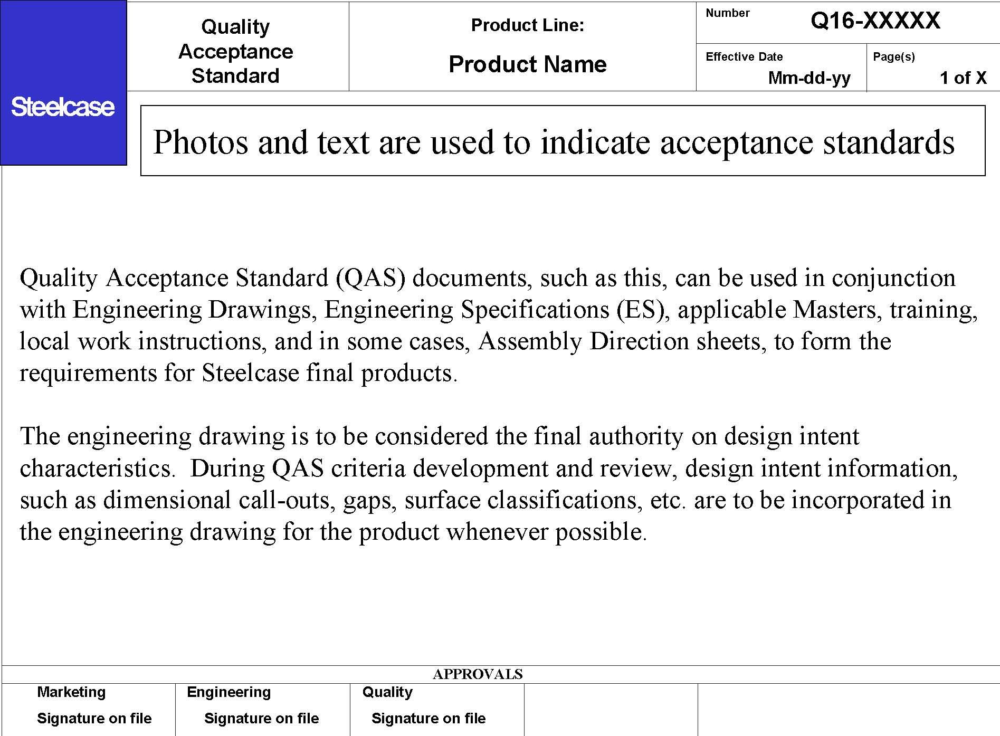 Steelcase
Quality
Acceptance
Standard
Product Line:
Product Name
Number
Q16-XXXXX
Effective Date
Mm-dd-yy
Page(s)
1 of X
Photos and text are used to indicate acceptance standards
Quality Acceptance Standard (QAS) documents, such as this, can be used in conjunction
with Engineering Drawings, Engineering Specifications (ES), applicable Masters, training,
local work instructions, and in some cases, Assembly Direction sheets, to form the
requirements for Steelcase final products.
The engineering drawing is to be considered the final authority on design intent
characteristics.  During QAS criteria development and review, design intent information,
such as dimensional call-outs, gaps, surface classifications, etc. are to be incorporated in
the engineering drawing for the product whenever possible.
APPROVALS
Marketing
Signature on file
Engineering
Signature on file
Quality
Signature on file